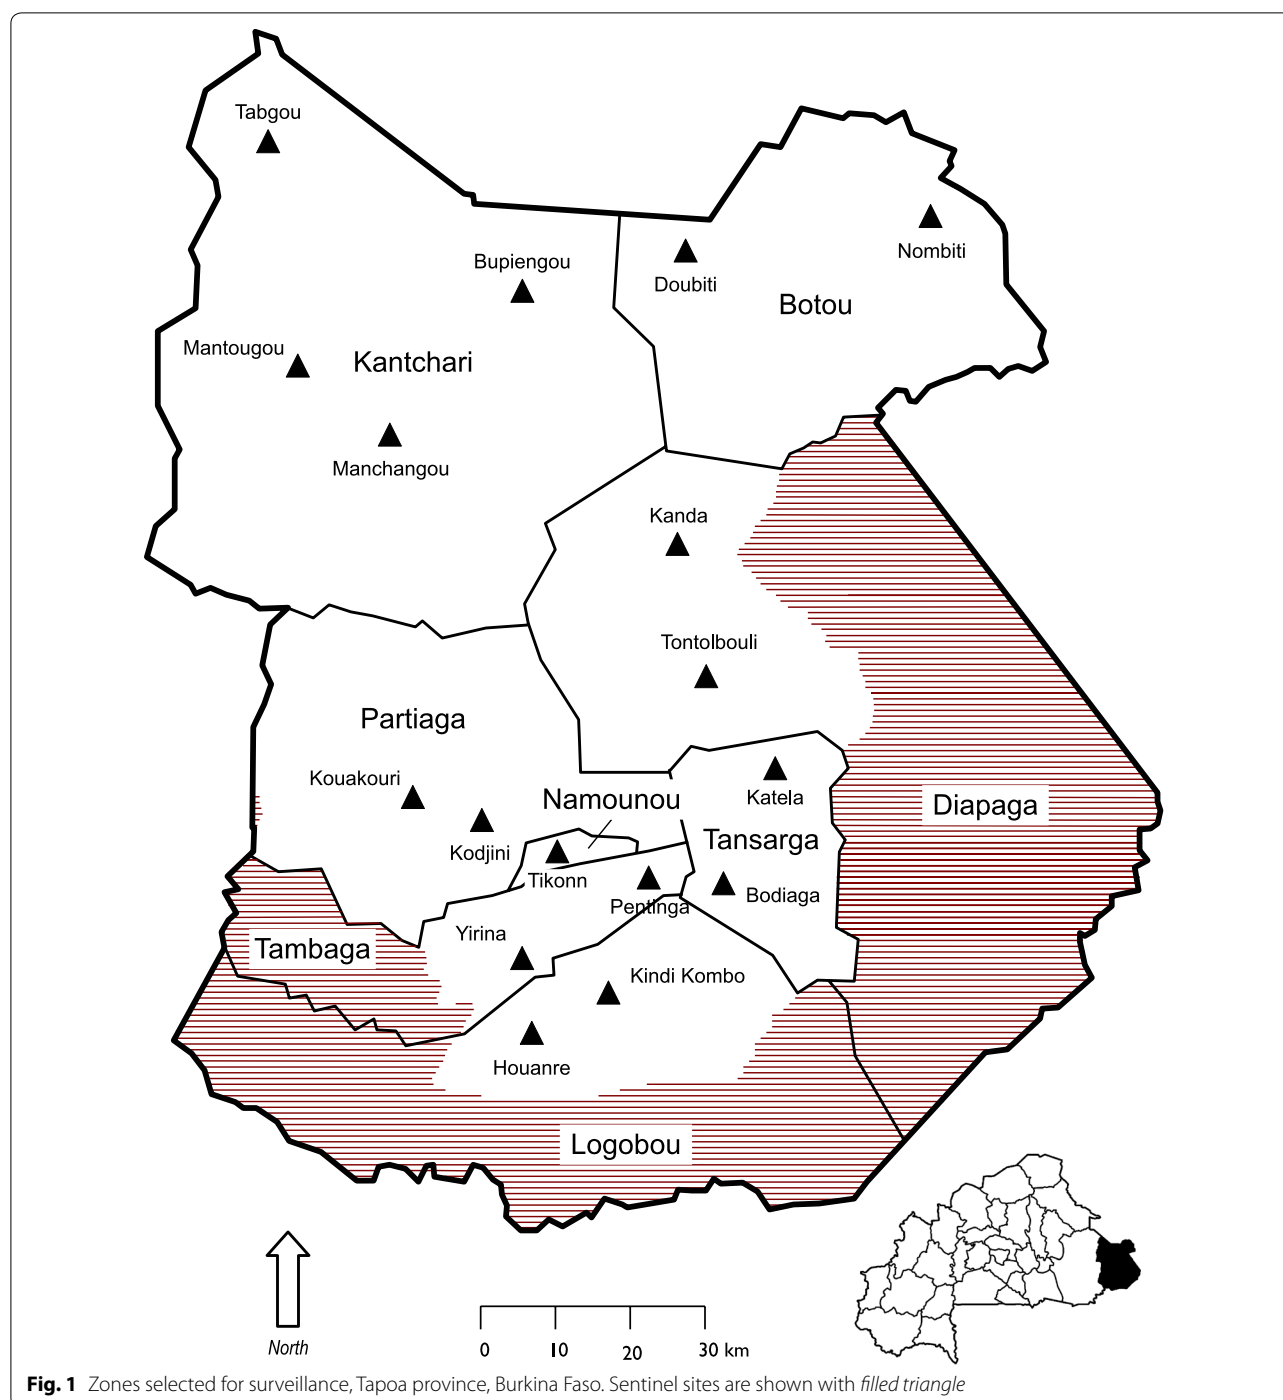 Tabgou
Nombiti
Bupiengou
Doubiti
Botou
Mantougou
Kantchari
Manchangou
Kanda
Tontolbouli
Partiaga
Kouakouri
Namounou
Katela
Diapaga
Kodjini
Tansarga
Tikonn
Pentinga
Bodiaga
Yirina
Tambaga
Kindi Kombo
Houanre
Logobou
North
0 10 20 30 km
Fig. 1 Zones selected for surveillance, Tapoa province, Burkina Faso. Sentinel sites are shown with filled triangle